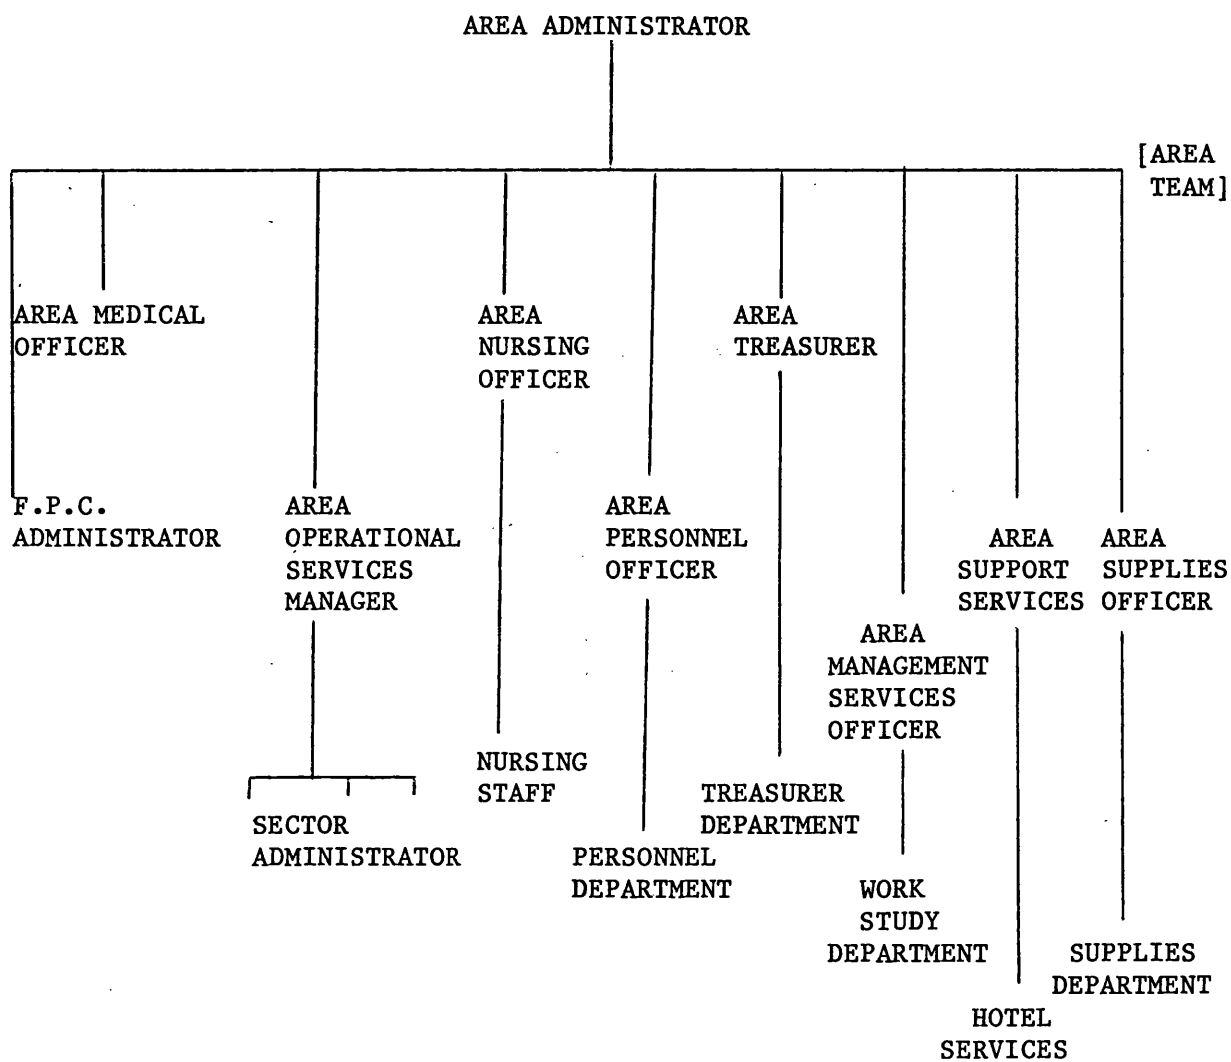 AREA ADMINISTRATOR
[AREA
TEAM]
AREA MEDICAL
OFFICER
AREA
NURSING
OFFICER
AREA
TREASURER
F.P.C.
ADMINISTRATOR
AREA
OPERATIONAL
SERVICES
MANAGER
AREA
PERSONNEL
OFFICER
AREA
SUPPORT
SERVICES
AREA
SUPPLIES
OFFICER
AREA
MANAGEMENT
SERVICES
OFFICER
NURSING
STAFF
TREASURER
DEPARTMENT
SECTOR
ADMINISTRATOR
PERSONNEL
DEPARTMENT
WORK
STUDY
DEPARTMENT
SUPPLIES
DEPARTMENT
HOTEL
SERVICES